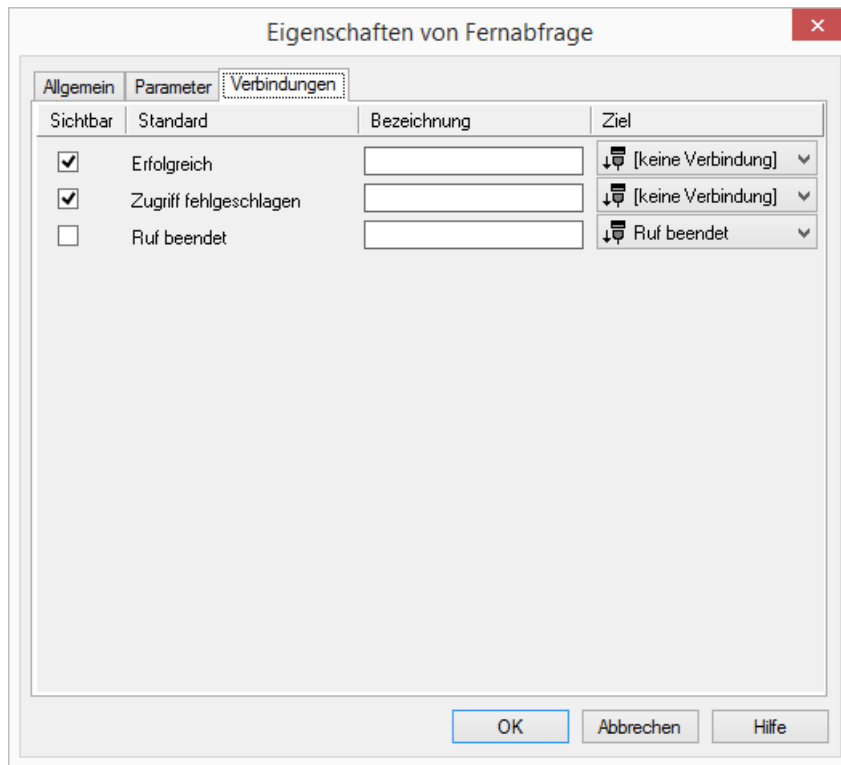 Eigenschaften von Fernabfrage
Allgemein Parameter Verbindungen
Sichtbar Standard Bezeichnung Ziel
Erfolgreich [keine Verbindung]
Zugriff fehlgeschlagen [keine Verbindung]
Ruf beendet Ruf beendet
OK Abbrechen Hilfe